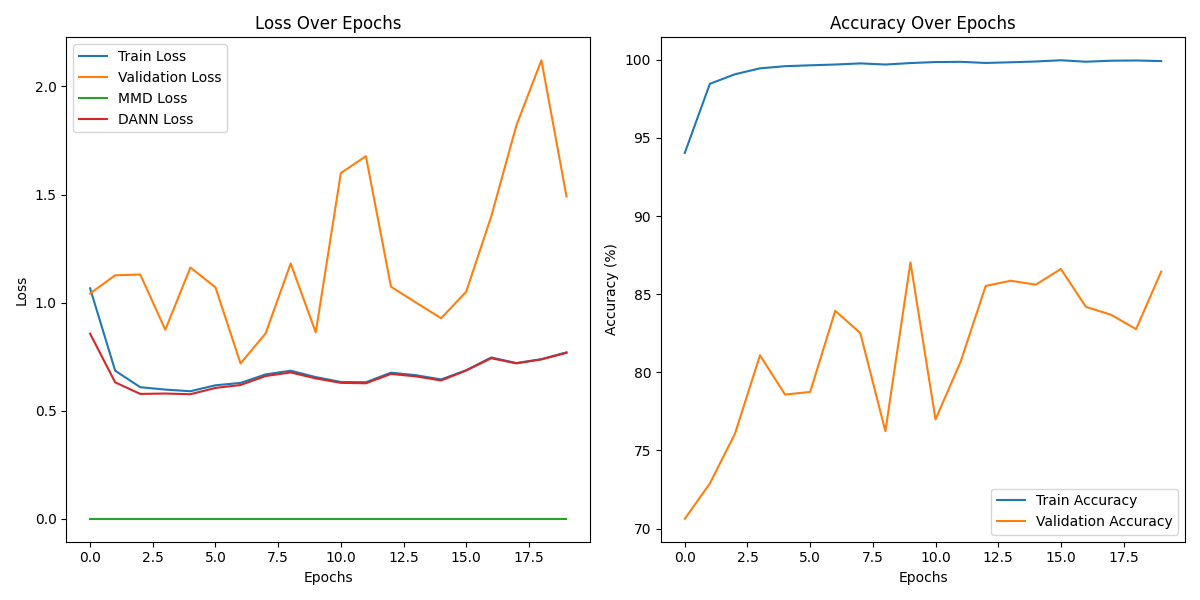 Loss Over Epochs
Train Loss
Validation Loss
MMD Loss
DANN Loss
2.0
1.5
1.0
0.5
0.0
Loss
0.0 2.5 5.0 7.5 10.0 12.5 15.0 17.5
Epochs
Accuracy Over Epochs
100
95
90
85
80
75
70
Accuracy (%)
Train Accuracy
Validation Accuracy
0.0 2.5 5.0 7.5 10.0 12.5 15.0 17.5
Epochs